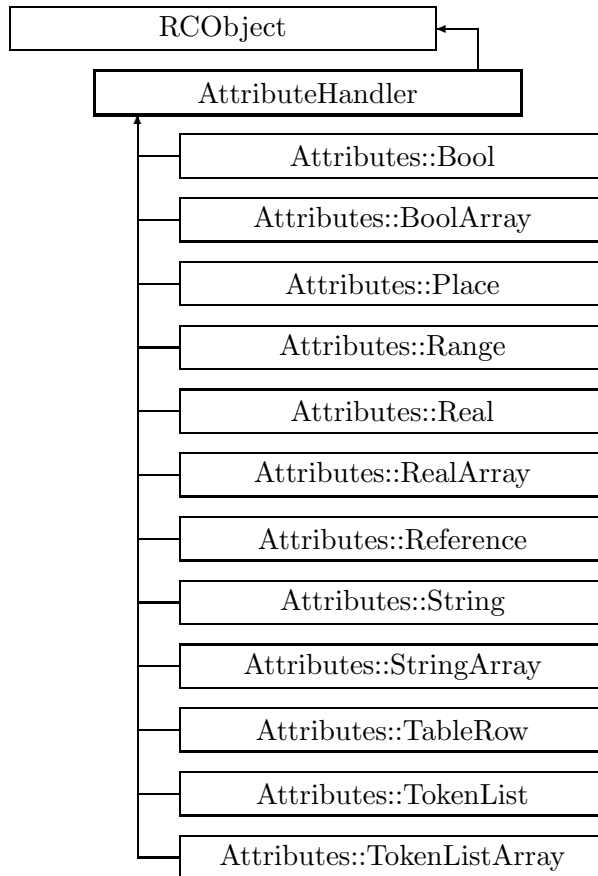 RCObject
AttributeHandler
Attributes::Bool
Attributes::BoolArray
Attributes::Place
Attributes::Range
Attributes::Real
Attributes::RealArray
Attributes::Reference
Attributes::String
Attributes::StringArray
Attributes::TableRow
Attributes::TokenList
Attributes::TokenListArray